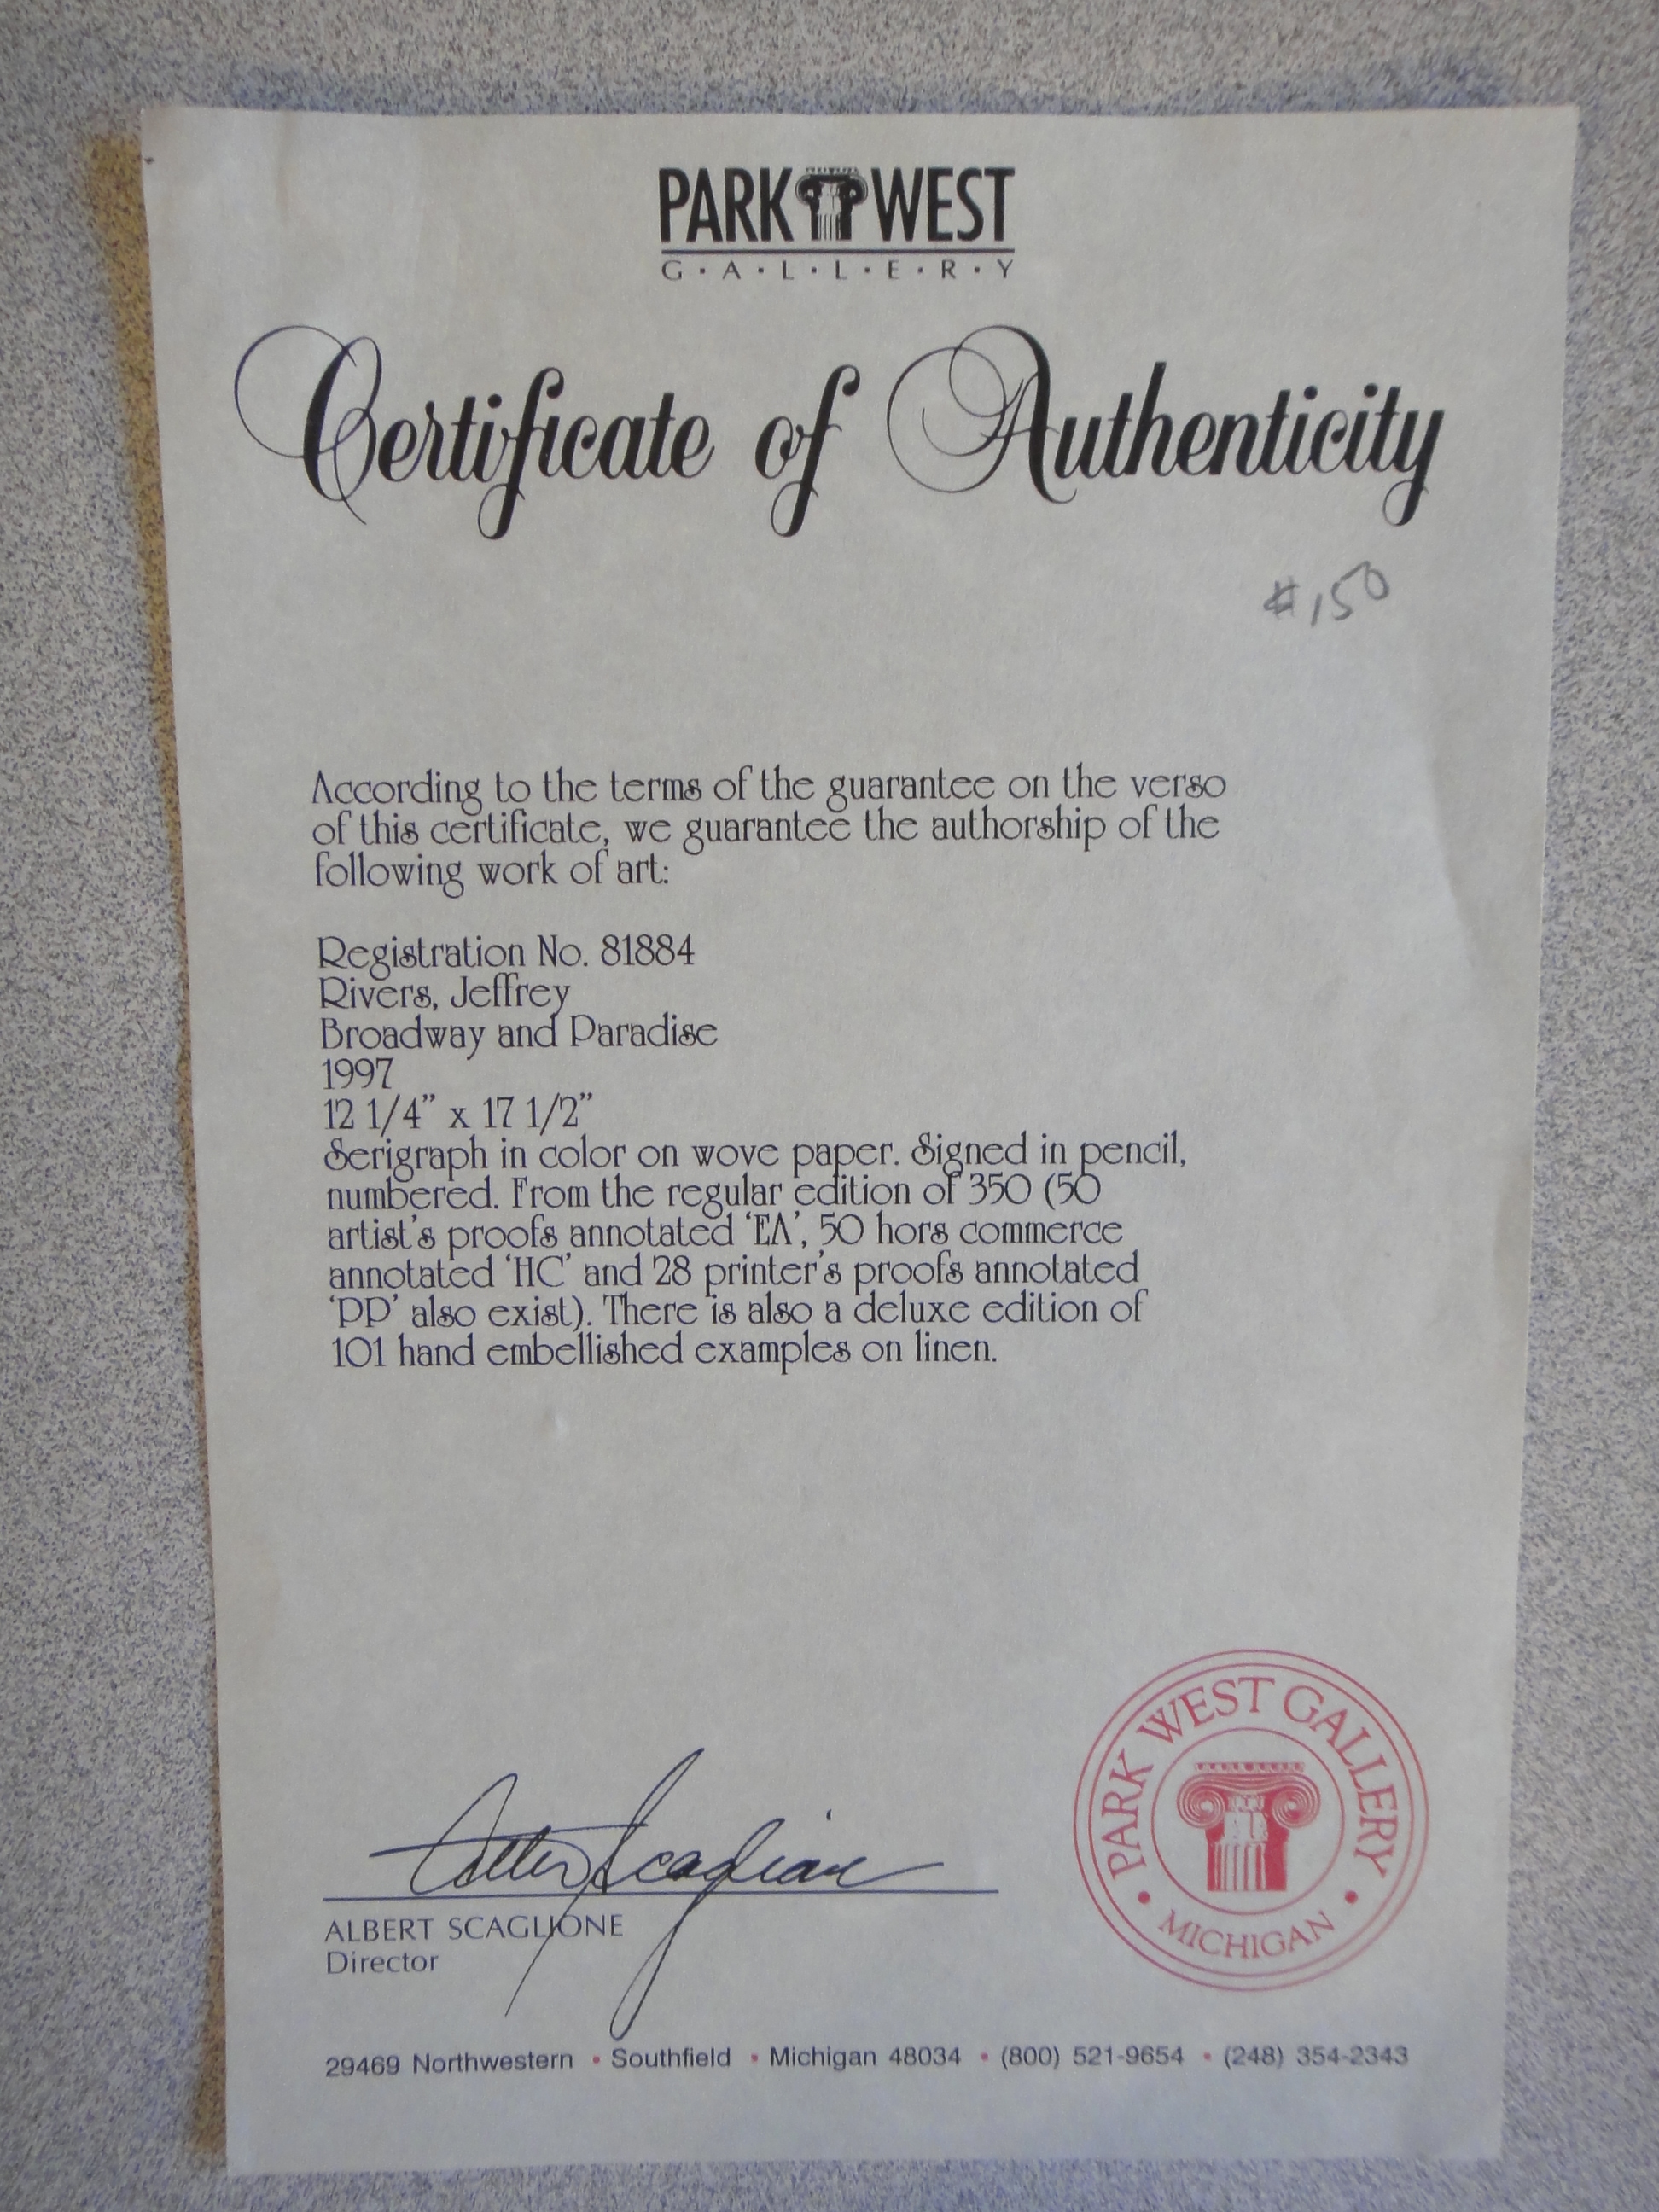 PARK WEST
G·A·L·L·E·R·Y
Certificate of Authenticity
#150
According to the terms of the guarantee on the verso
of this certificate, we guarantee the authorship of the
following work of art:
Registration No. 81884
Rivers, Jeffrey
Broadway and Paradise
1997
12 1/4” x 17 1/2”
Serigraph in color on wove paper. Signed in pencil,
numbered. From the regular edition of 350 (50
artist’s proofs annotated ‘EA’, 50 hors commerce
annotated ‘HC’ and 28 printer’s proofs annotated
‘PP’ also exist). There is also a deluxe edition of
101 hand embellished examples on linen.
PARK WEST GALLERY
• MICHIGAN •
Albert Scaglione
ALBERT SCAGLIONE
Director
29469 Northwestern • Southfield • Michigan 48034 • (800) 521-9654 • (248) 354-2343